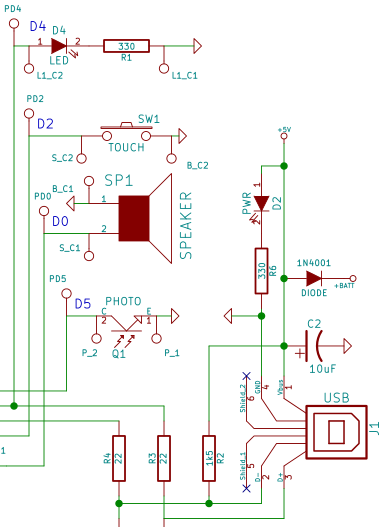 PD4
D4
D4
1
2
330
LED
R1
L1_C2
L1_C1
PD2
D2
SW1
TOUCH
S_C2
B_C2
+5V
SP1
B_C1
1
PD0
D0
2
SPEAKER
S_C1
PWR
1
2
D2
330
R6
1N4001
DIODE
+BATT
PD5
D5
PHOTO
C
E
2
1
P_2
Q1
P_1
C2
+
10uF
Shield_2
6
GND
4
Vbus
1
USB
J1
1
R4
22
R3
22
1k5
R2
Shield_1
5
D-
2
D+
3